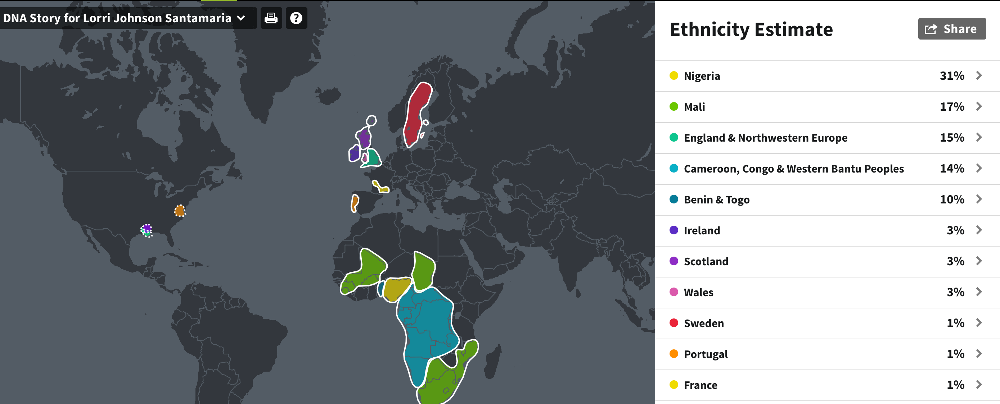 DNA Story for Lorri Johnson Santamaria
?
Ethnicity Estimate
Share
Nigeria 31%
Mali 17%
England & Northwestern Europe 15%
Cameroon, Congo & Western Bantu Peoples 14%
Benin & Togo 10%
Ireland 3%
Scotland 3%
Wales 3%
Sweden 1%
Portugal 1%
France 1%